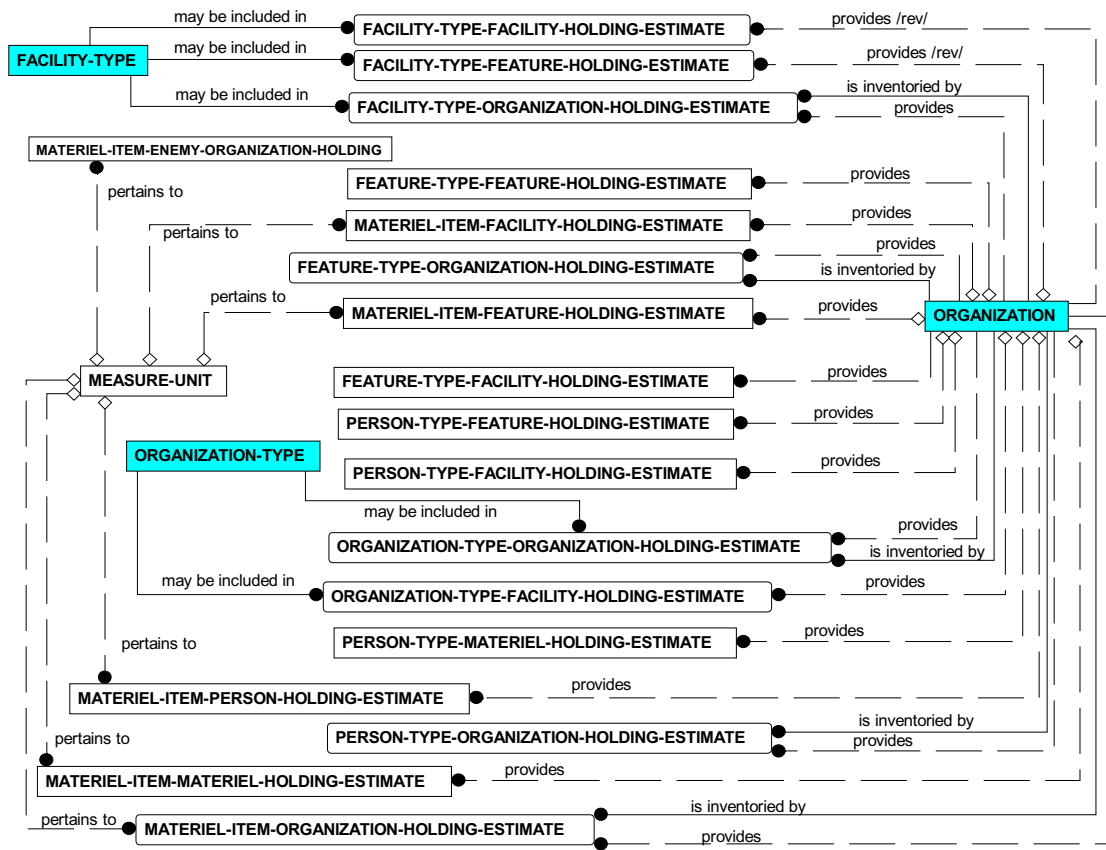 may be included in
FACILITY-TYPE-FACILITY-HOLDING-ESTIMATE
provides /rev/
FACILITY-TYPE
may be included in
FACILITY-TYPE-FEATURE-HOLDING-ESTIMATE
provides /rev/
may be included in
FACILITY-TYPE-ORGANIZATION-HOLDING-ESTIMATE
is inventoried by
provides
MATERIEL-ITEM-ENEMY-ORGANIZATION-HOLDING
pertains to
FEATURE-TYPE-FEATURE-HOLDING-ESTIMATE
provides
pertains to
MATERIEL-ITEM-FACILITY-HOLDING-ESTIMATE
provides
FEATURE-TYPE-ORGANIZATION-HOLDING-ESTIMATE
provides
is inventoried by
pertains to
MATERIEL-ITEM-FEATURE-HOLDING-ESTIMATE
provides
ORGANIZATION
MEASURE-UNIT
FEATURE-TYPE-FACILITY-HOLDING-ESTIMATE
provides
PERSON-TYPE-FEATURE-HOLDING-ESTIMATE
provides
ORGANIZATION-TYPE
PERSON-TYPE-FACILITY-HOLDING-ESTIMATE
provides
may be included in
ORGANIZATION-TYPE-ORGANIZATION-HOLDING-ESTIMATE
provides
is inventoried by
may be included in
ORGANIZATION-TYPE-FACILITY-HOLDING-ESTIMATE
provides
pertains to
PERSON-TYPE-MATERIEL-HOLDING-ESTIMATE
provides
MATERIEL-ITEM-PERSON-HOLDING-ESTIMATE
provides
PERSON-TYPE-ORGANIZATION-HOLDING-ESTIMATE
is inventoried by
provides
pertains to
MATERIEL-ITEM-MATERIEL-HOLDING-ESTIMATE
provides
pertains to
MATERIEL-ITEM-ORGANIZATION-HOLDING-ESTIMATE
is inventoried by
provides